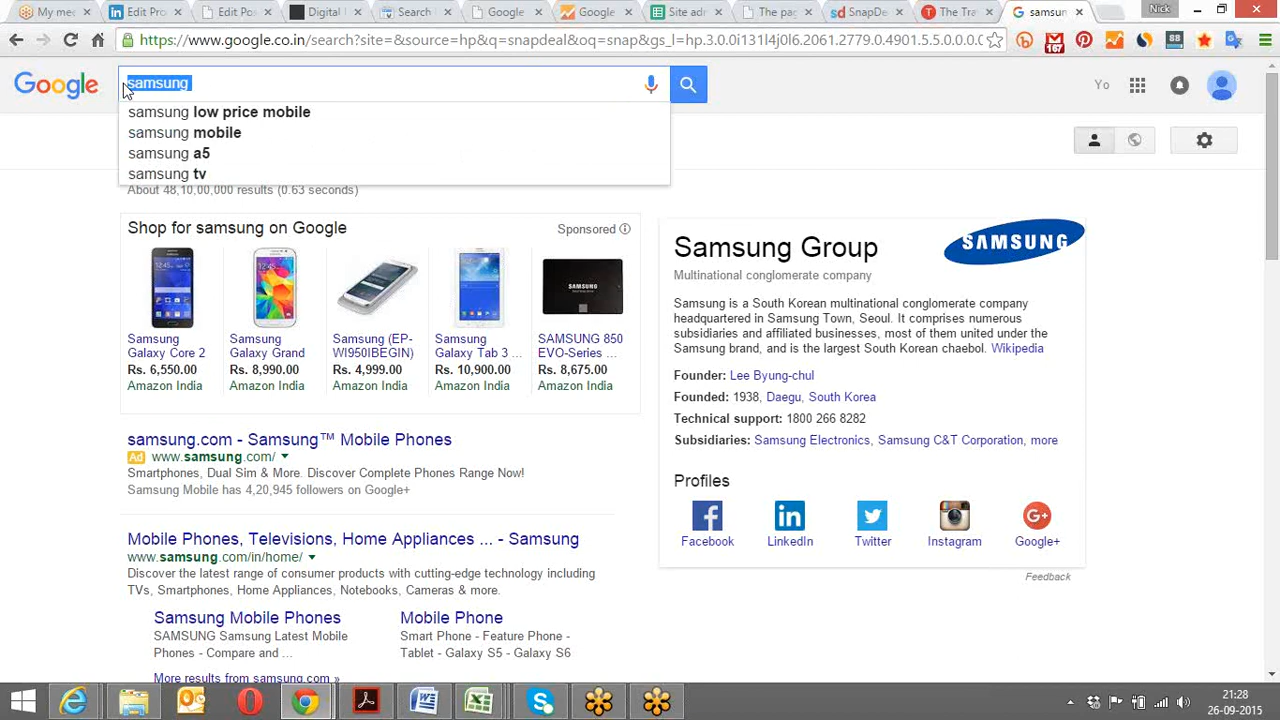 My me
Edit Pro
Edit Pos
Digital
Search
Google
Google
Site adr
The pag
SnapDe
The Tra
samsun
Nick
https://www.google.co.in/search?site=&source=hp&q=snapdeal&oq=snap&gs_l=hp.3.0.0i131l4j0l6.2061.2779.0.4901.5.5.0.0.0.0
167
88
Google
samsung
Yo
samsung low price mobile
samsung mobile
samsung a5
samsung tv
About 48,10,00,000 results (0.63 seconds)
Shop for samsung on Google
Sponsored
SAMSUNG
Samsung Galaxy Core 2
Rs. 6,550.00
Amazon India
Samsung Galaxy Grand
Rs. 8,990.00
Amazon India
Samsung (EP-WI950IBEGIN)
Rs. 4,999.00
Amazon India
Samsung Galaxy Tab 3 ...
Rs. 10,900.00
Amazon India
SAMSUNG 850 EVO-Series ...
Rs. 8,675.00
Amazon India
samsung.com - Samsung™ Mobile Phones
Ad www.samsung.com/
Smartphones, Dual Sim & More. Discover Complete Phones Range Now!
Samsung Mobile has 4,20,945 followers on Google+
Mobile Phones, Televisions, Home Appliances ... - Samsung
www.samsung.com/in/home/
Discover the latest range of consumer products with cutting-edge technology including
TVs, Smartphones, Home Appliances, Notebooks, Cameras & more.
Samsung Mobile Phones
SAMSUNG Samsung Latest Mobile
Phones - Compare and ...
Mobile Phone
Smart Phone - Feature Phone -
Tablet - Galaxy S5 - Galaxy S6
More results from samsung.com »
Samsung Group
SAMSUNG
Multinational conglomerate company
Samsung is a South Korean multinational conglomerate company
headquartered in Samsung Town, Seoul. It comprises numerous
subsidiaries and affiliated businesses, most of them united under the
Samsung brand, and is the largest South Korean chaebol. Wikipedia
Founder: Lee Byung-chul
Founded: 1938, Daegu, South Korea
Technical support: 1800 266 8282
Subsidiaries: Samsung Electronics, Samsung C&T Corporation, more
Profiles
Facebook
LinkedIn
Twitter
Instagram
Google+
Feedback
21:28
26-09-2015